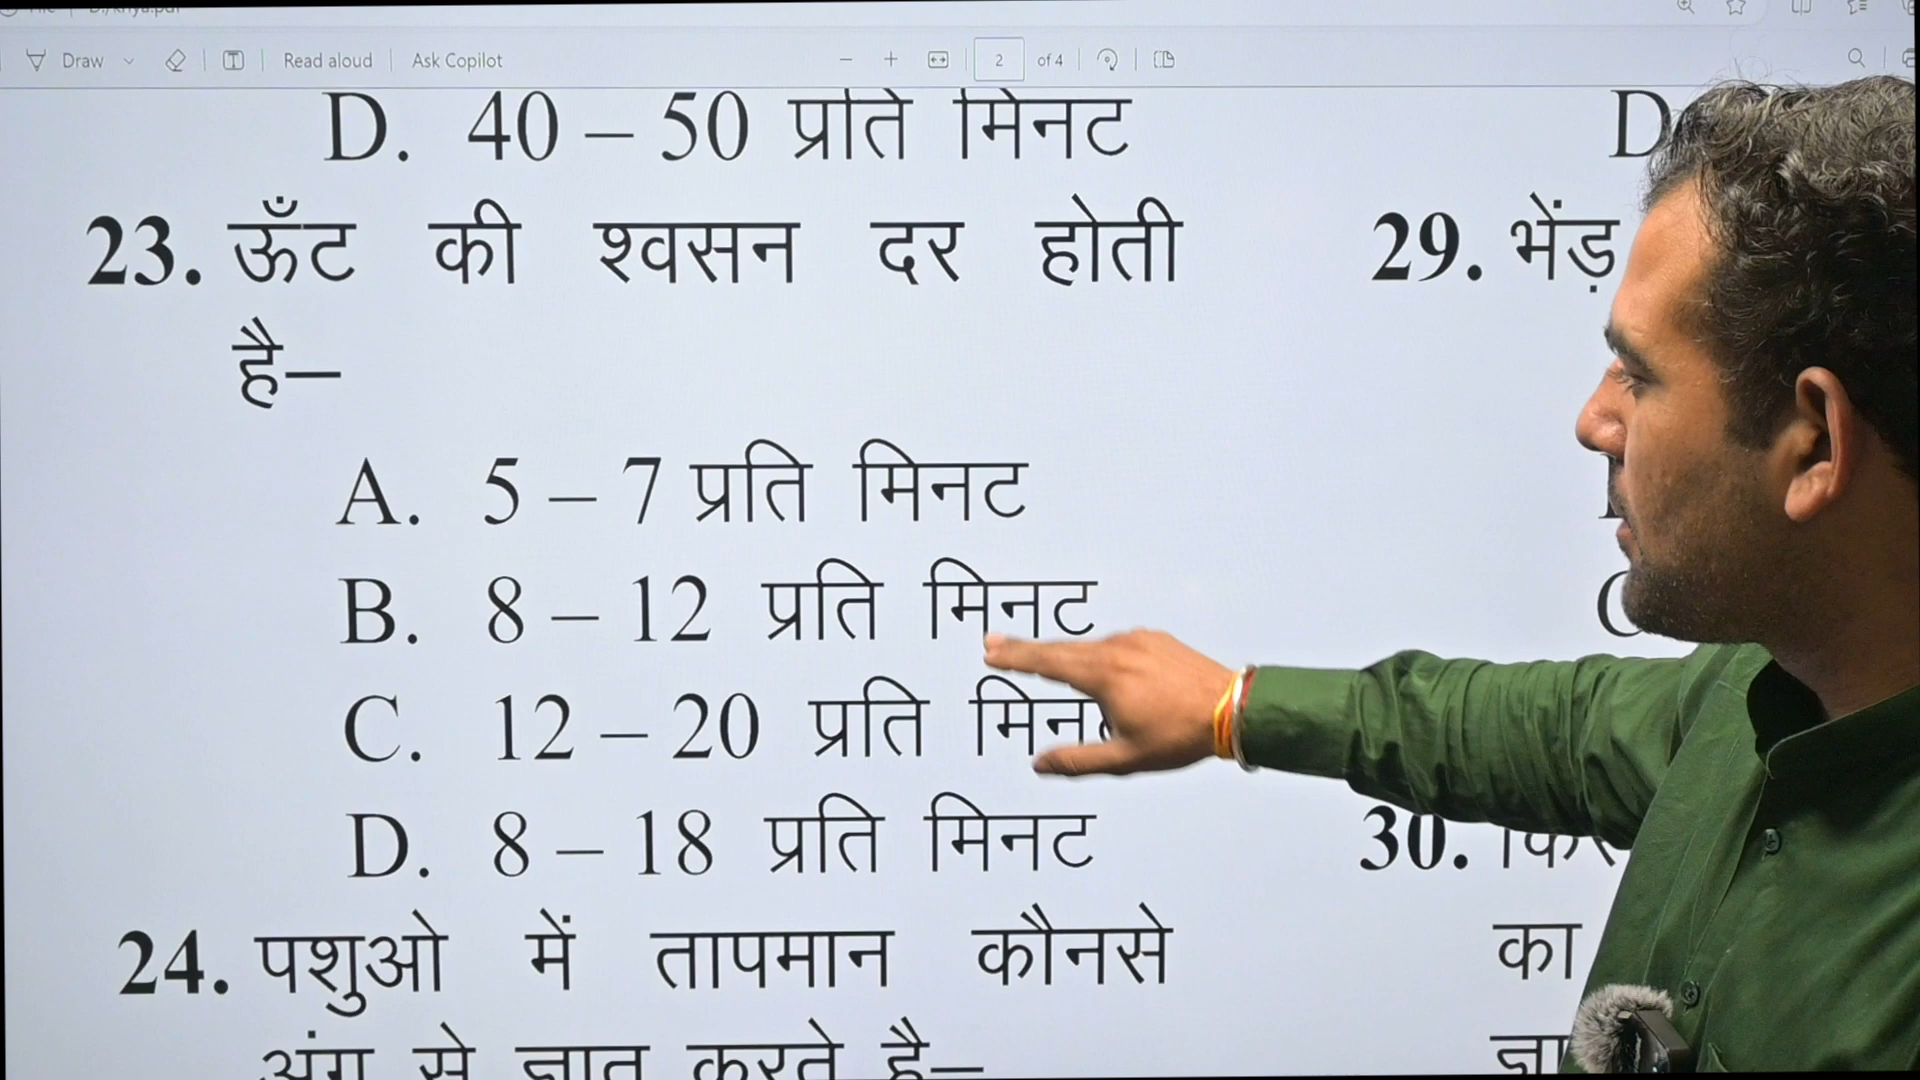 Draw
Read aloud
Ask Copilot
2 of 4
D. 40 – 50 प्रति मिनट
23. ऊँट की श्वसन दर होती
है–
A. 5 – 7 प्रति मिनट
B. 8 – 12 प्रति मिनट
C. 12 – 20 प्रति
D. 8 – 18 प्रति मिनट
24. पशुओ में तापमान कौनसे
अंग से ज्ञात करते है–
D
29. भेंड़
30.
का